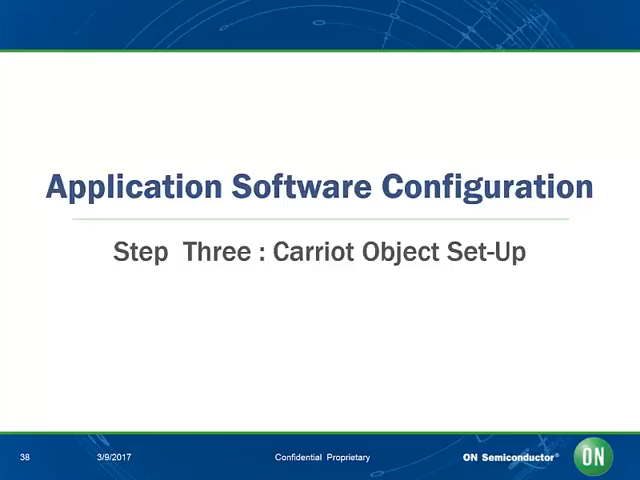 Application Software Configuration
Step Three : Carriot Object Set-Up
38 3/9/2017 Confidential Proprietary ON Semiconductor® ON